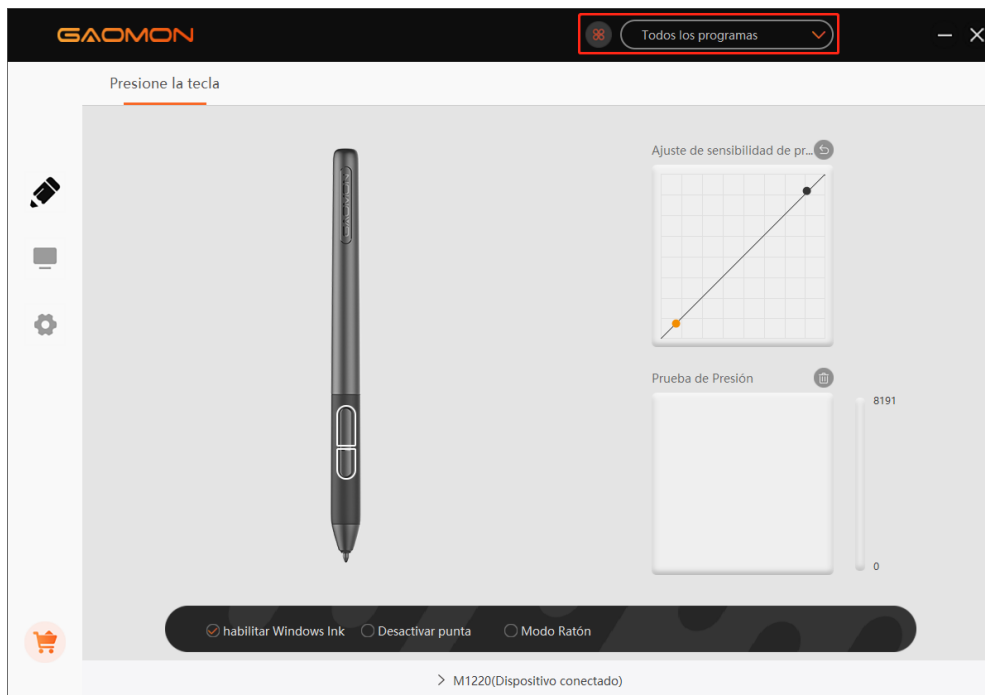 GAOMON
Todos los programas
Presione la tecla
Ajuste de sensibilidad de pr...
GAOMON
Prueba de Presión
8191
0
habilitar Windows Ink
Desactivar punta
Modo Ratón
M1220(Dispositivo conectado)